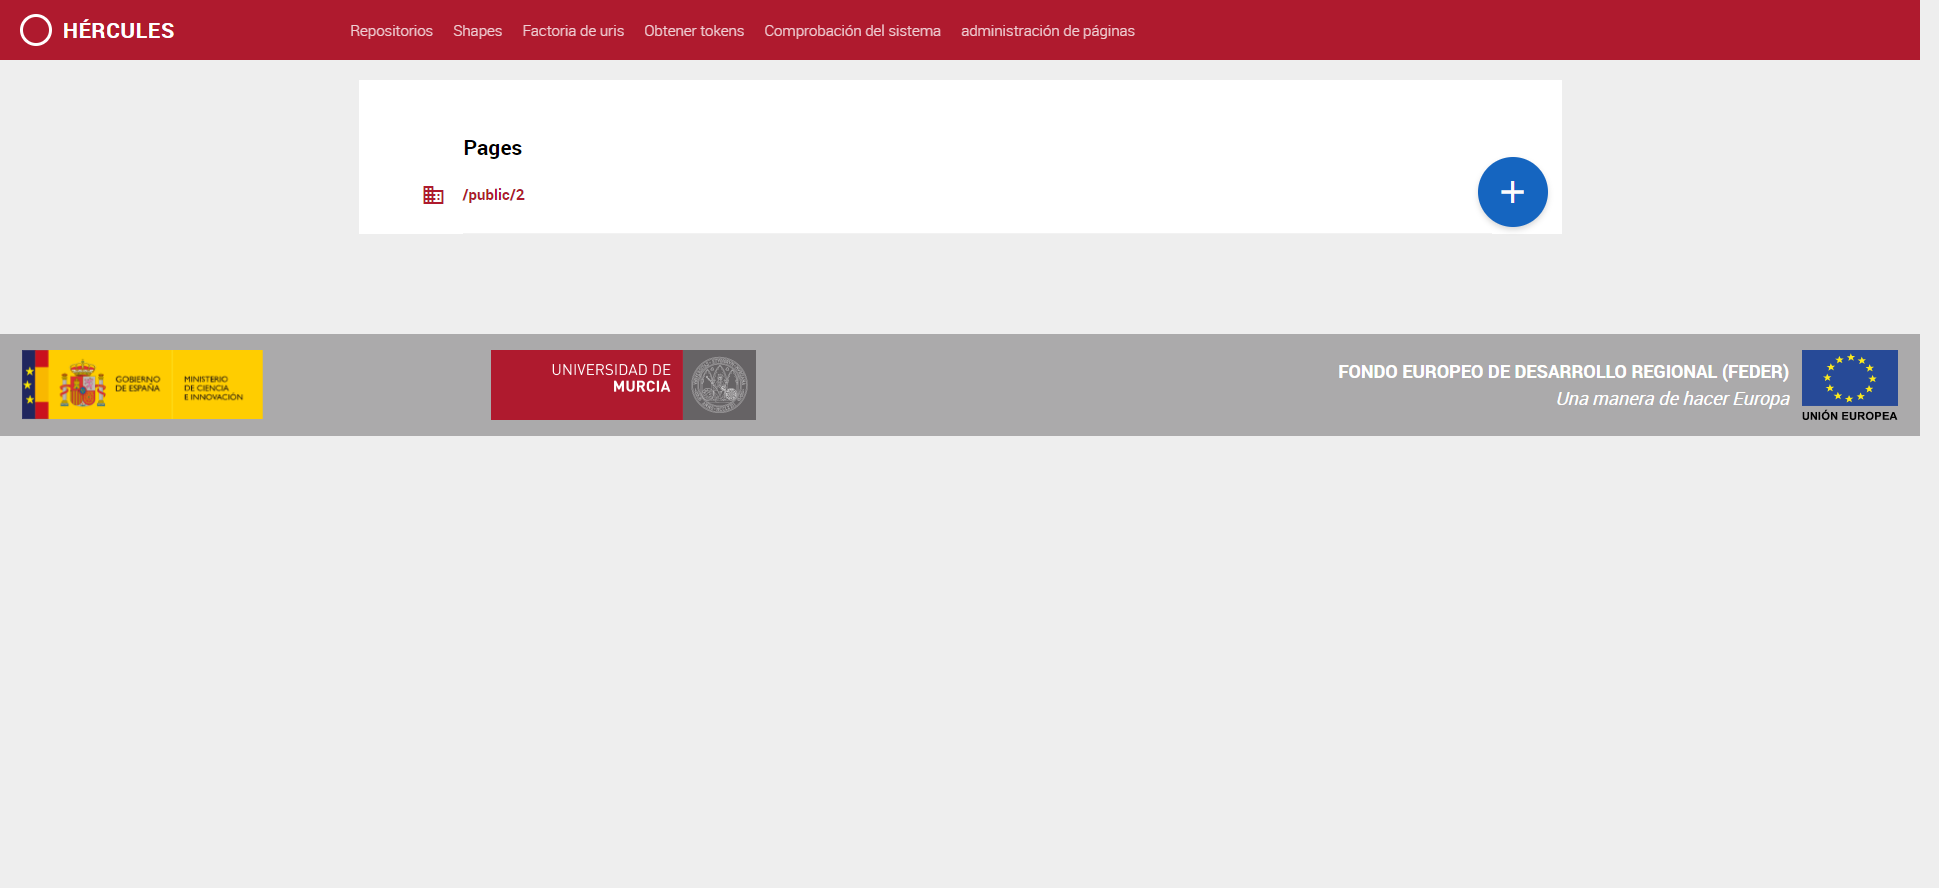 HÉRCULES
Repositorios Shapes Factoria de uris Obtener tokens Comprobación del sistema administración de páginas
Pages
/public/2
GOBIERNO
DE ESPAÑA
MINISTERIO
DE CIENCIA
E INNOVACIÓN
UNIVERSIDAD DE
MURCIA
FONDO EUROPEO DE DESARROLLO REGIONAL (FEDER)
Una manera de hacer Europa
UNIÓN EUROPEA